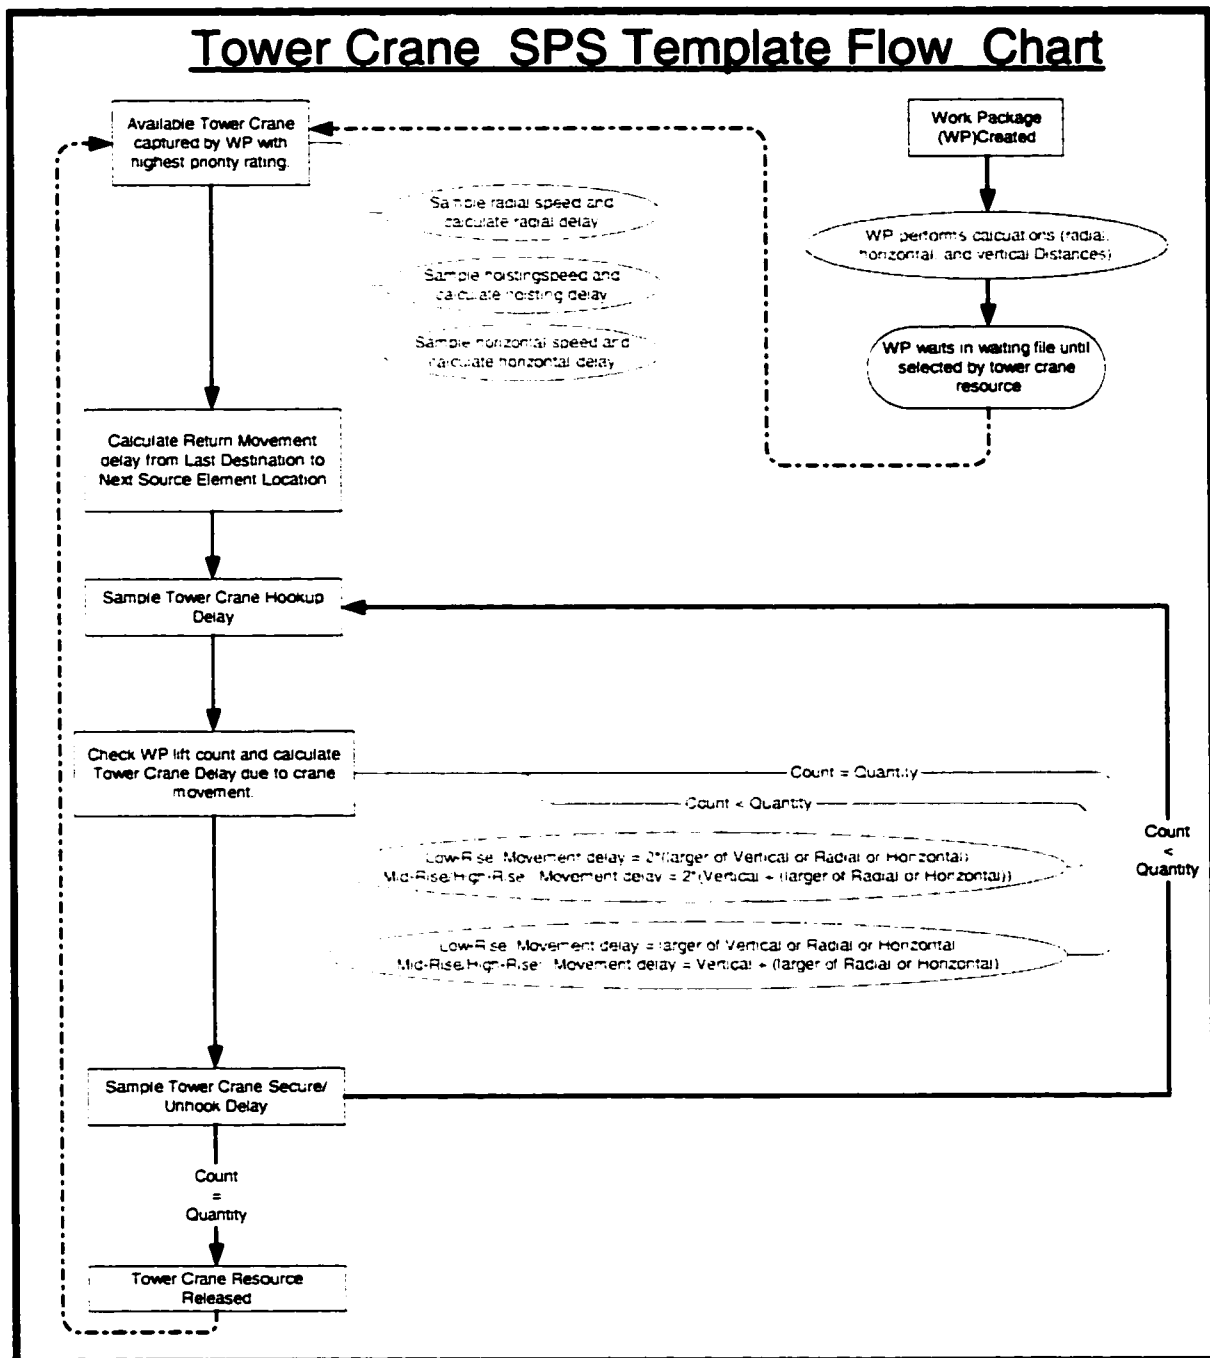 Tower Crane SPS Template Flow Chart
Available Tower Crane
captured by WP with
highest priority rating.
Work Package
(WP)Created
Sample radial speed and
calculate radial delay
WP performs calcuations (radial,
horizontal, and vertical Distances)
Sample hoistingspeed and
calculate hoisting delay
Sample horizontal speed and
calculate horizontal delay
WP waits in waiting file until
selected by tower crane
resource
Calculate Return Movement
delay from Last Destination to
Next Source Element Location
Sample Tower Crane Hookup
Delay
Check WP lift count and calculate
Tower Crane Delay due to crane
movement.
Count = Quantity
Count < Quantity
Count
<
Quantity
Low-Rise: Movement delay = 2*(larger of Vertical or Radial or Horizontal)
Mid-Rise/High-Rise: Movement delay = 2*(Vertical + (larger of Radial or Horizontal))
Low-Rise: Movement delay = larger of Vertical or Radial or Horizontal
Mid-Rise/High-Rise: Movement delay = Vertical + (larger of Radial or Horizontal)
Sample Tower Crane Secure/
Unhook Delay
Count
=
Quantity
Tower Crane Resource
Released